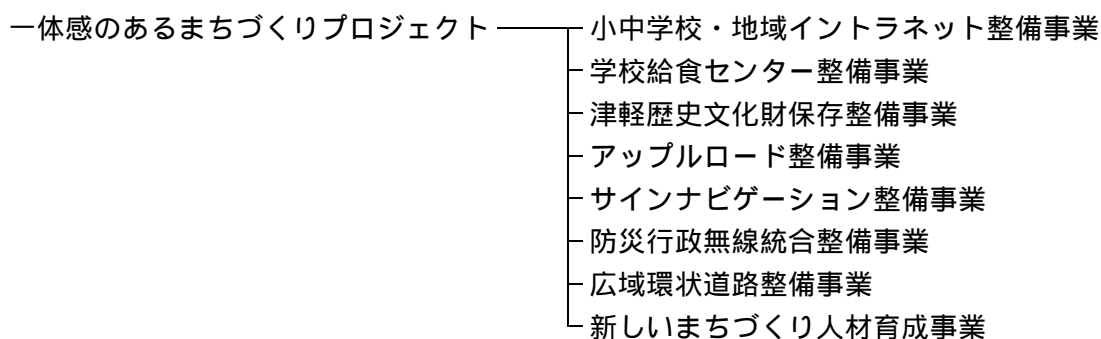 一体感のあるまちづくりプロジェクト 小中学校・地域イントラネット整備事業
学校給食センター整備事業
津軽歴史文化財保存整備事業
アップルロード整備事業
サインナビゲーション整備事業
防災行政無線統合整備事業
広域環状道路整備事業
新しいまちづくり人材育成事業